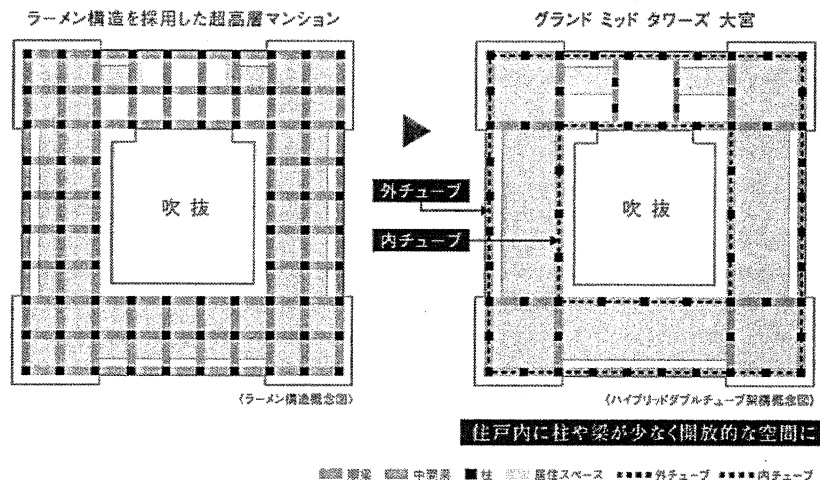 ラーメン構造を採用した超高層マンション
グランド ミッド タワーズ 大宮
吹 抜
外チューブ
内チューブ
吹 抜
〈ラーメン構造概念図〉
〈ハイブリッドダブルチューブ架構概念図〉
住戸内に柱や梁が少なく開放的な空間に
中間梁 柱 居住スペース 外チューブ 内チューブ